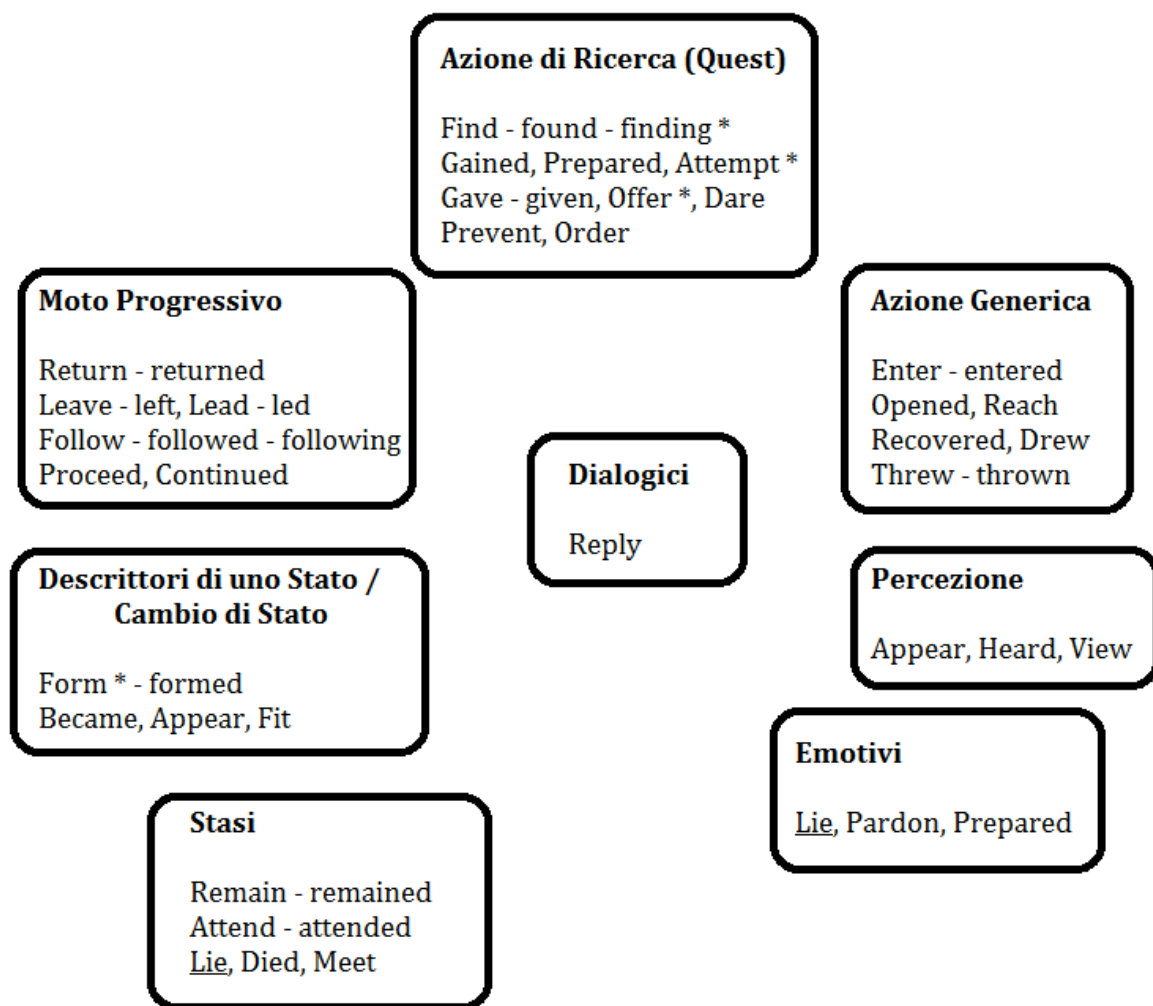 Azione di Ricerca (Quest)
Find - found - finding *
Gained, Prepared, Attempt *
Gave - given, Offer *, Dare
Prevent, Order
Moto Progressivo
Return - returned
Leave - left, Lead - led
Follow - followed - following
Proceed, Continued
Azione Generica
Enter - entered
Opened, Reach
Recovered, Drew
Threw - thrown
Dialogici
Reply
Descrittori di uno Stato /
Cambio di Stato
Form * - formed
Became, Appear, Fit
Percezione
Appear, Heard, View
Emotivi
Lie, Pardon, Prepared
Stasi
Remain - remained
Attend - attended
Lie, Died, Meet